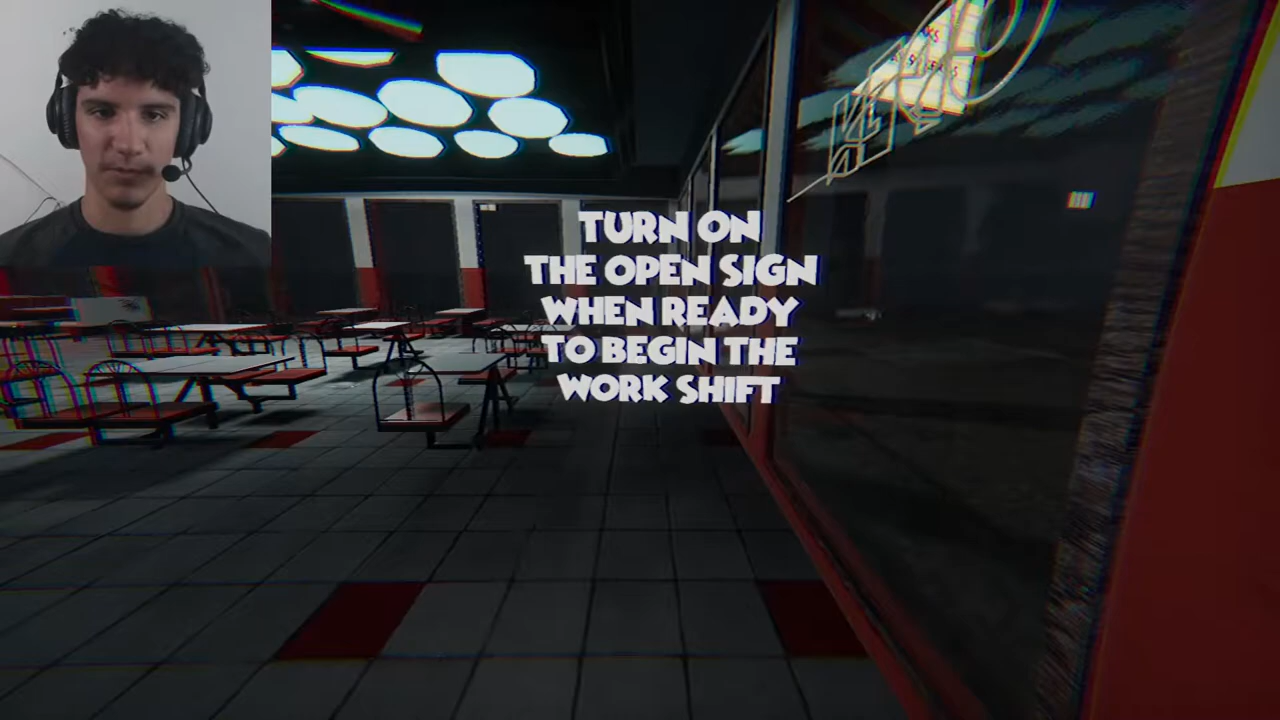 TURN ON
THE OPEN SIGN
WHEN READY
TO BEGIN THE
WORK SHIFT